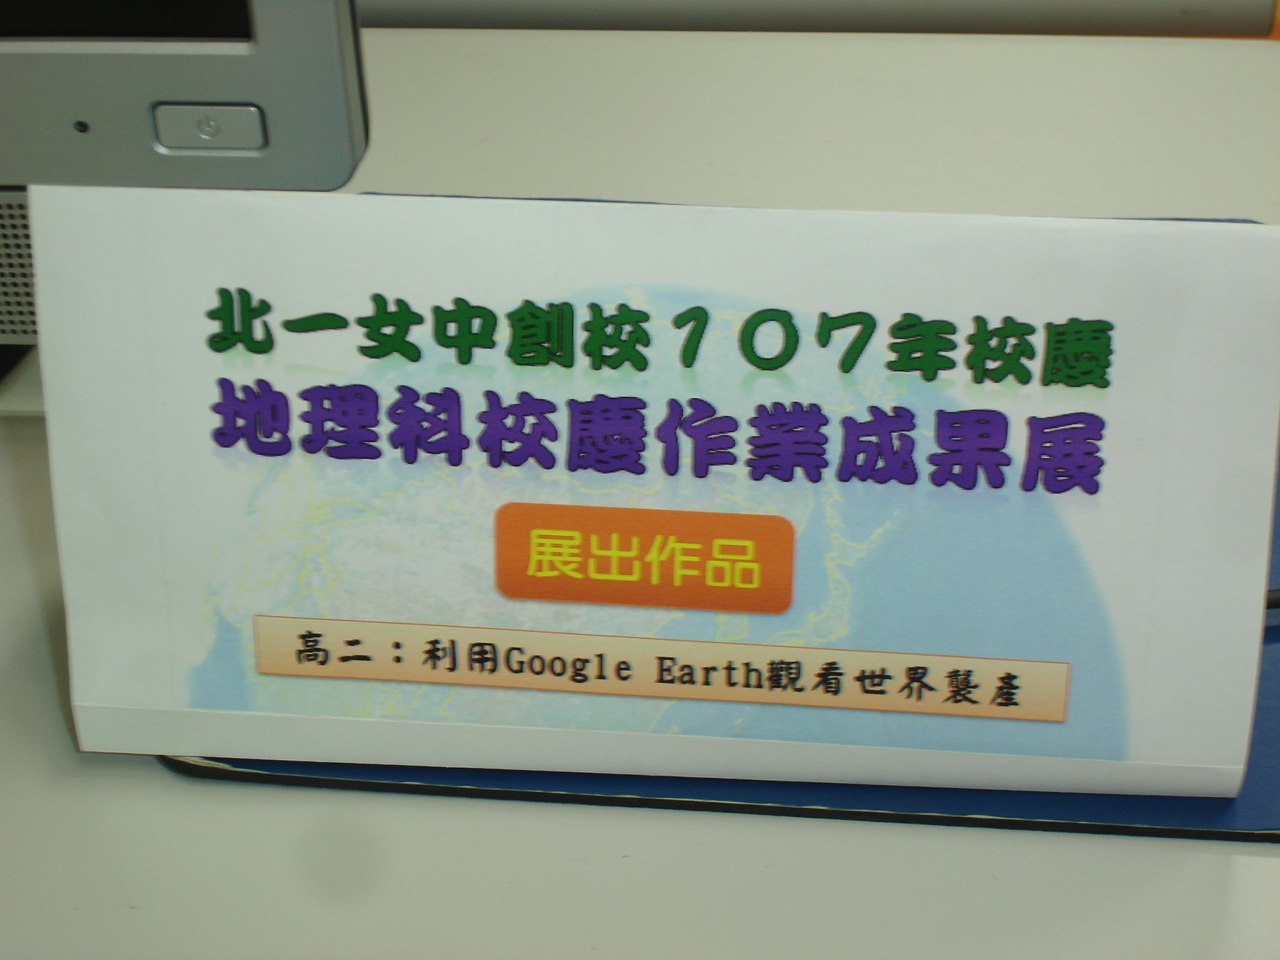 北一女中創校１０７年校慶
地理科校慶作業成果展
展出作品
高二：利用Google Earth觀看世界襲產